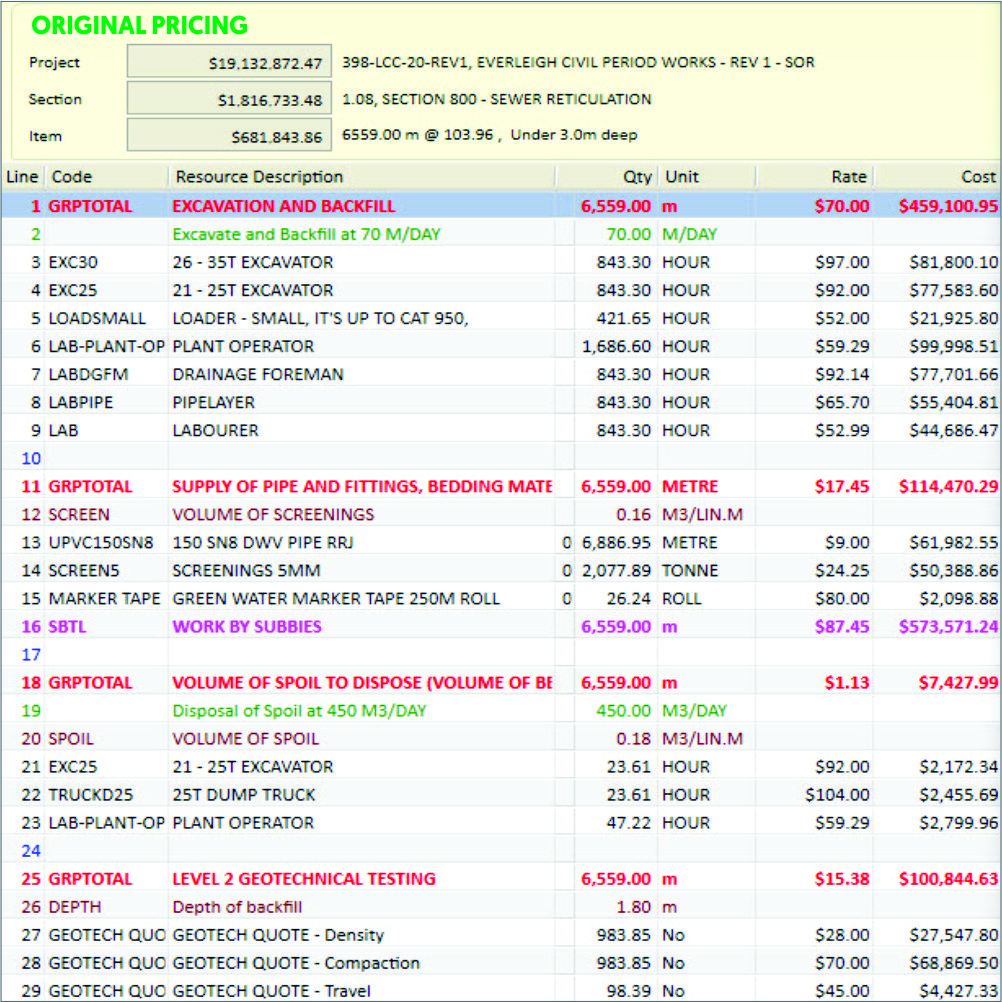 ORIGINAL PRICING
Project $19,132,872.47 398-LCC-20-REV1, EVERLEIGH CIVIL PERIOD WORKS - REV 1 - SOR
Section $1,816,733.48 1.08, SECTION 800 - SEWER RETICULATION
Item $681,843.86 6559.00 m @ 103.96 , Under 3.0m deep
Line Code Resource Description Qty Unit Rate Cost
1 GRPTOTAL EXCAVATION AND BACKFILL 6,559.00 m $70.00 $459,100.95
2 Excavate and Backfill at 70 M/DAY 70.00 M/DAY
3 EXC30 26 - 35T EXCAVATOR 843.30 HOUR $97.00 $81,800.10
4 EXC25 21 - 25T EXCAVATOR 843.30 HOUR $92.00 $77,583.60
5 LOADSMALL LOADER - SMALL, IT'S UP TO CAT 950, 421.65 HOUR $52.00 $21,925.80
6 LAB-PLANT-OP PLANT OPERATOR 1,686.60 HOUR $59.29 $99,998.51
7 LABDGFM DRAINAGE FOREMAN 843.30 HOUR $92.14 $77,701.66
8 LABPIPE PIPELAYER 843.30 HOUR $65.70 $55,404.81
9 LAB LABOURER 843.30 HOUR $52.99 $44,686.47
10
11 GRPTOTAL SUPPLY OF PIPE AND FITTINGS, BEDDING MATE 6,559.00 METRE $17.45 $114,470.29
12 SCREEN VOLUME OF SCREENINGS 0.16 M3/LIN.M
13 UPVC150SN8 150 SN8 DWV PIPE RRJ 0 6,886.95 METRE $9.00 $61,982.55
14 SCREEN5 SCREENINGS 5MM 0 2,077.89 TONNE $24.25 $50,388.86
15 MARKER TAPE GREEN WATER MARKER TAPE 250M ROLL 0 26.24 ROLL $80.00 $2,098.88
16 SBTL WORK BY SUBBIES 6,559.00 m $87.45 $573,571.24
17
18 GRPTOTAL VOLUME OF SPOIL TO DISPOSE (VOLUME OF BE 6,559.00 m $1.13 $7,427.99
19 Disposal of Spoil at 450 M3/DAY 450.00 M3/DAY
20 SPOIL VOLUME OF SPOIL 0.18 M3/LIN.M
21 EXC25 21 - 25T EXCAVATOR 23.61 HOUR $92.00 $2,172.34
22 TRUCKD25 25T DUMP TRUCK 23.61 HOUR $104.00 $2,455.69
23 LAB-PLANT-OP PLANT OPERATOR 47.22 HOUR $59.29 $2,799.96
24
25 GRPTOTAL LEVEL 2 GEOTECHNICAL TESTING 6,559.00 m $15.38 $100,844.63
26 DEPTH Depth of backfill 1.80 m
27 GEOTECH QUO GEOTECH QUOTE - Density 983.85 No $28.00 $27,547.80
28 GEOTECH QUO GEOTECH QUOTE - Compaction 983.85 No $70.00 $68,869.50
29 GEOTECH QUO GEOTECH QUOTE - Travel 98.39 No $45.00 $4,427.33